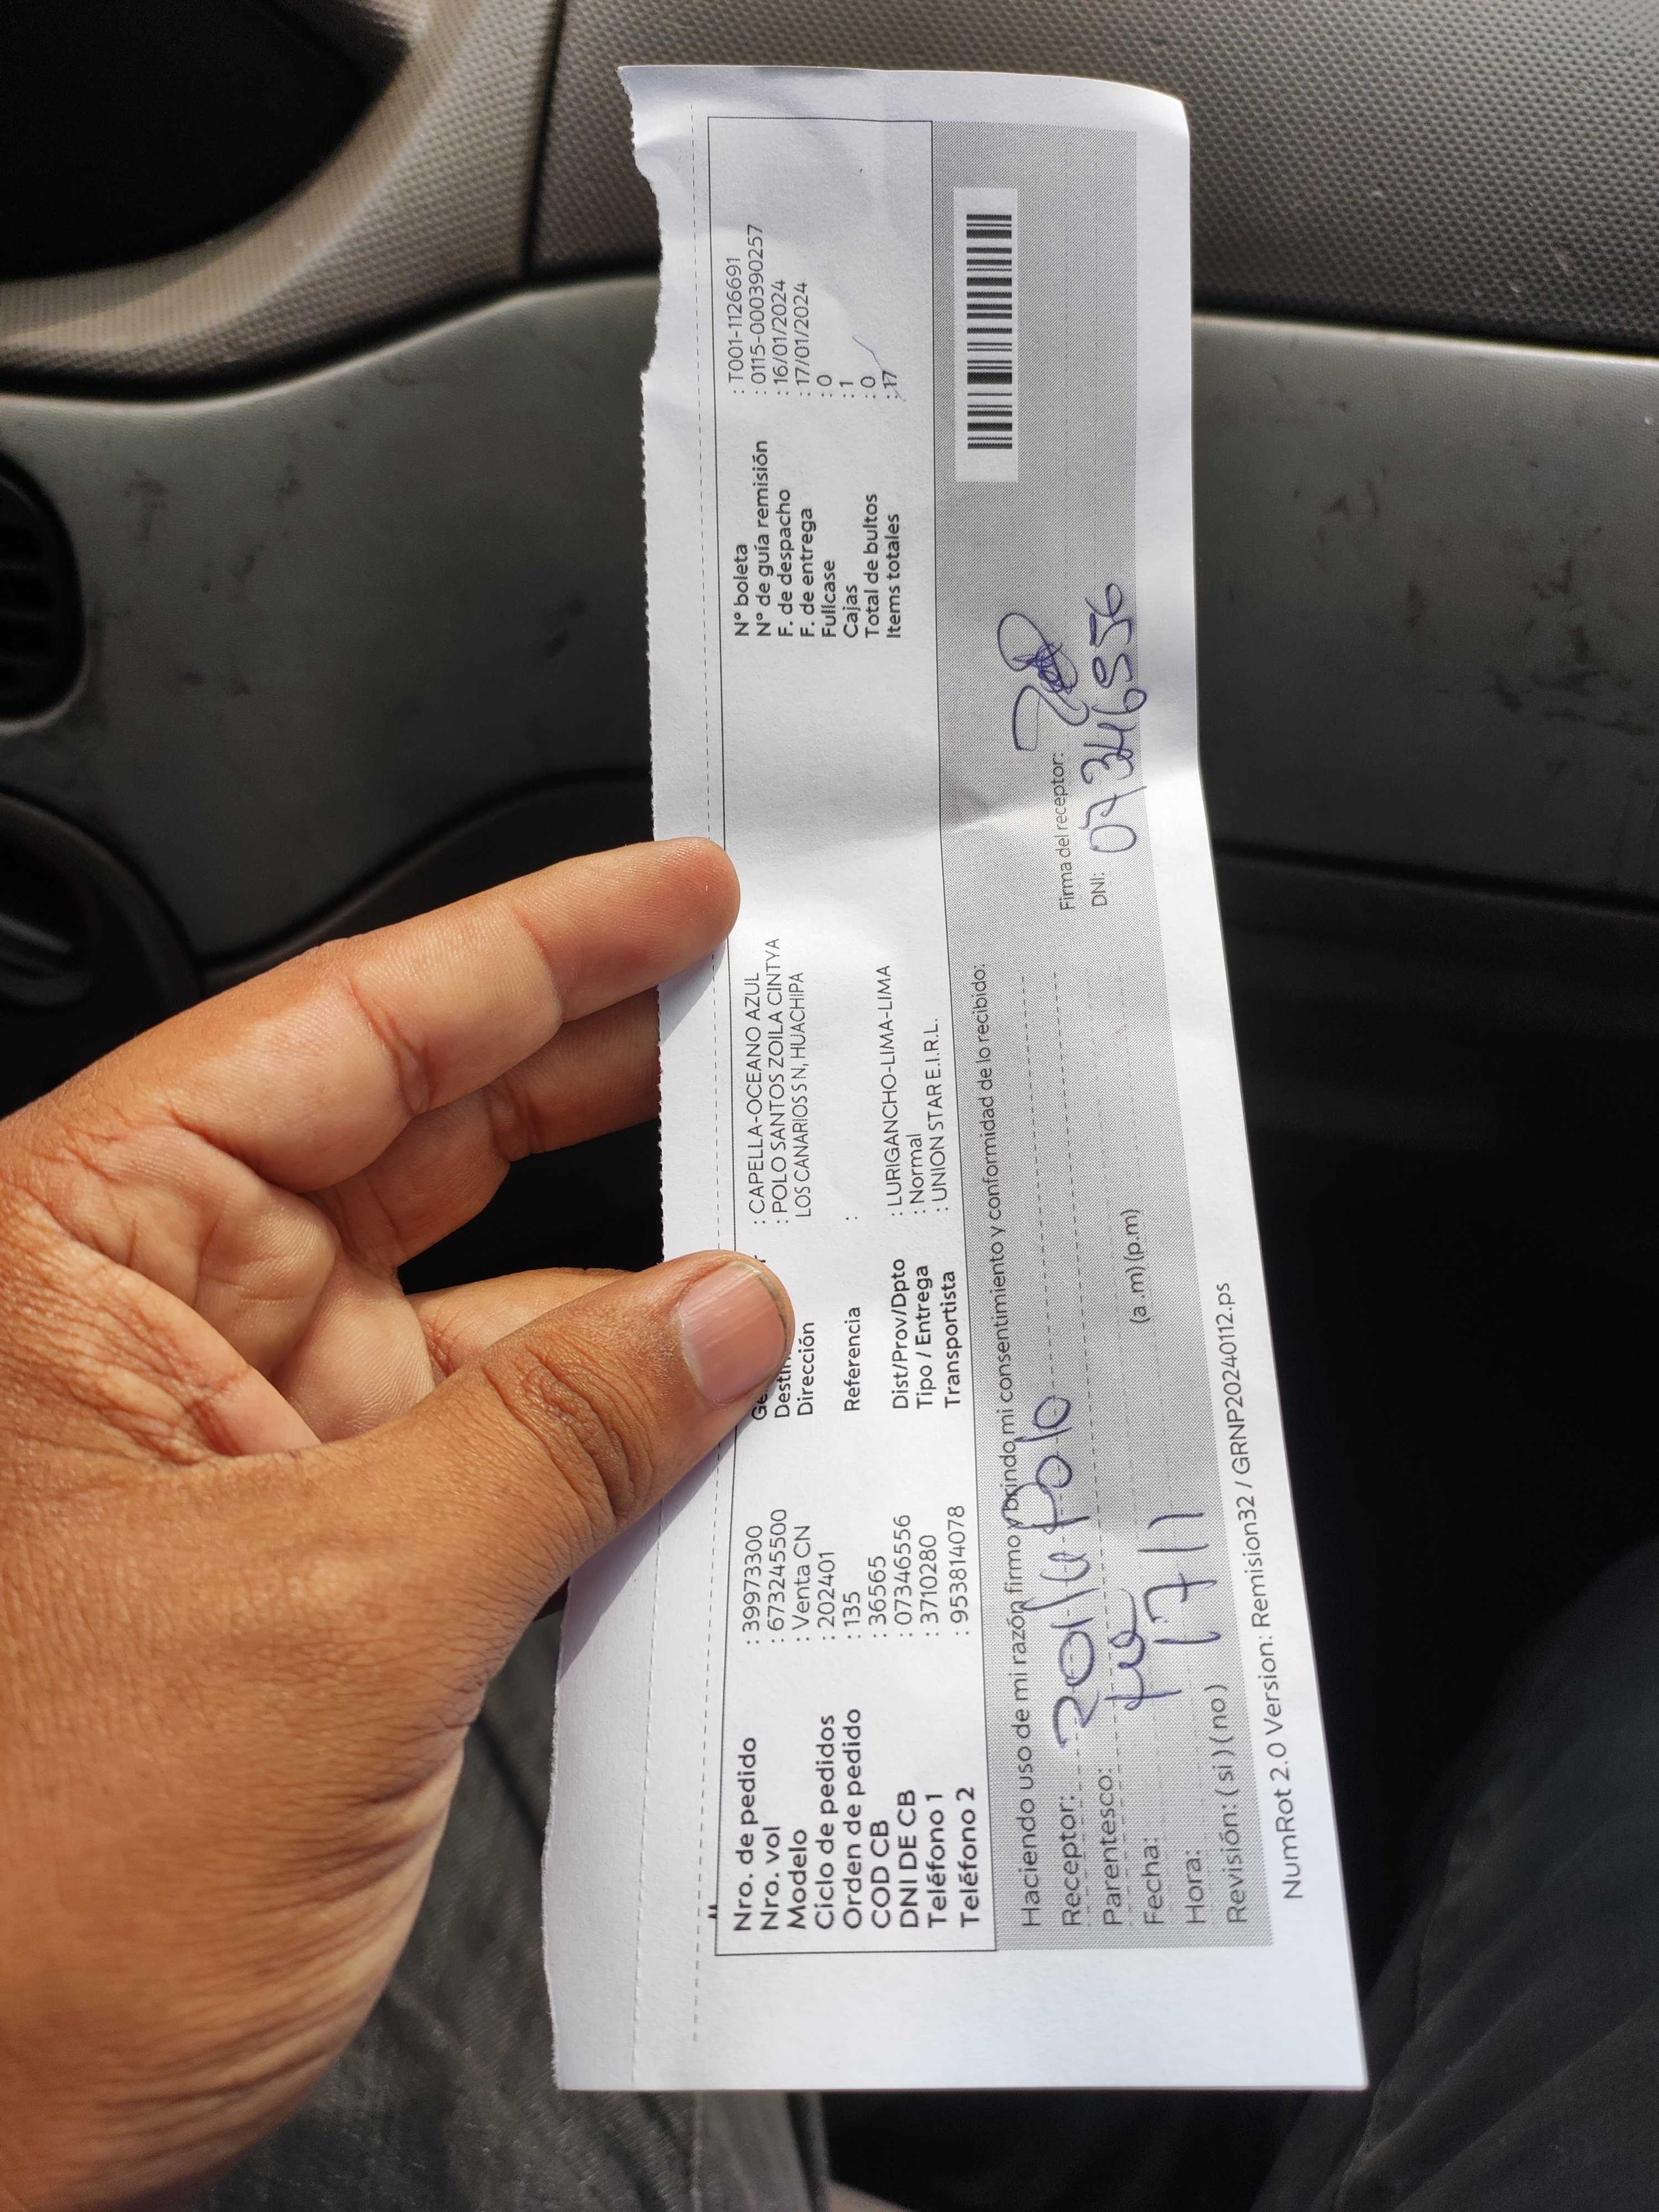 Nro. de pedido : 39973300
Nro. vol : 673245500
Modelo : Venta CN
Ciclo de pedidos : 202401
Orden de pedido : 135
COD CB : 36565
DNI DE CB : 07346556
Teléfono 1 : 3710280
Teléfono 2 : 953814078
: CAPELLA-OCEANO AZUL
: POLO SANTOS ZOILA CINTYA
Dirección LOS CANARIOS S N, HUACHIPA
Referencia :
Dist/Prov/Dpto : LURIGANCHO-LIMA-LIMA
Tipo / Entrega : Normal
Transportista : UNION STAR E.I.R.L.
N° boleta : T001-1126691
N° de guía remisión : 0115-0000390257
F. de despacho : 16/01/2024
F. de entrega : 17/01/2024
Fullcase : 0
Cajas : 1
Total de bultos : 0
Items totales : 17
Haciendo uso de mi razón firmo y brindo mi consentimiento y conformidad de lo recibido:
Receptor: Zoila Polo
Parentesco:
Fecha: 17/1
Hora: (a .m) (p.m)
Revisión: ( si ) ( no )
Firma del receptor:
DNI: 07346556
NumRot 2.0 Version: Remision32 / GRNP20240112.ps